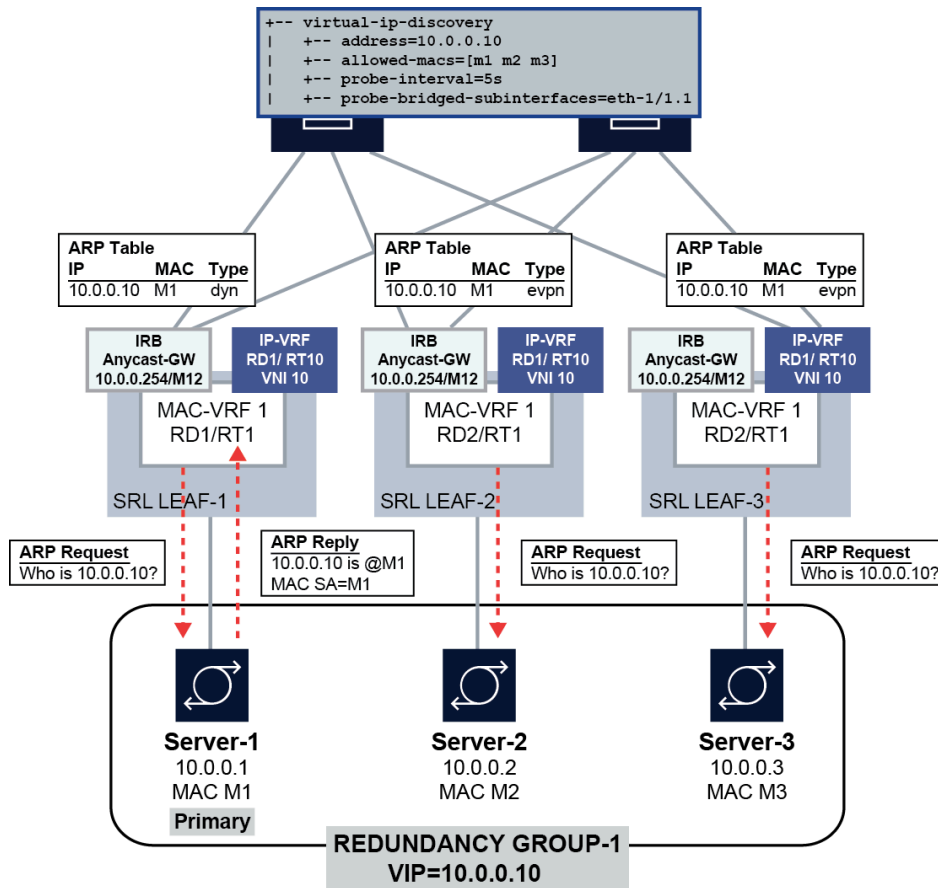 +-- virtual-ip-discovery
|   +-- address=10.0.0.10
|   +-- allowed-macs=[m1 m2 m3]
|   +-- probe-interval=5s
|   +-- probe-bridged-subinterfaces=eth-1/1.1
ARP Table
IP MAC Type
10.0.0.10 M1 dyn
ARP Table
IP MAC Type
10.0.0.10 M1 evpn
ARP Table
IP MAC Type
10.0.0.10 M1 evpn
IRB
Anycast-GW
10.0.0.254/M12
IP-VRF
RD1/ RT10
VNI 10
MAC-VRF 1
RD1/RT1
SRL LEAF-1
IRB
Anycast-GW
10.0.0.254/M12
IP-VRF
RD1/ RT10
VNI 10
MAC-VRF 1
RD2/RT1
SRL LEAF-2
IRB
Anycast-GW
10.0.0.254/M12
IP-VRF
RD1/ RT10
VNI 10
MAC-VRF 1
RD2/RT1
SRL LEAF-3
ARP Request
Who is 10.0.0.10?
ARP Reply
10.0.0.10 is @M1
MAC SA=M1
ARP Request
Who is 10.0.0.10?
ARP Request
Who is 10.0.0.10?
Server-1
10.0.0.1
MAC M1
Primary
Server-2
10.0.0.2
MAC M2
Server-3
10.0.0.3
MAC M3
REDUNDANCY GROUP-1
VIP=10.0.0.10